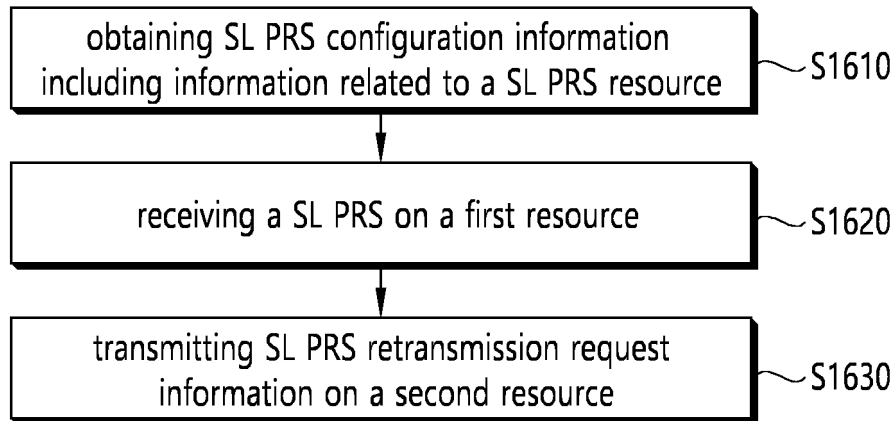 obtaining SL PRS configuration information
including information related to a SL PRS resource
S1610
receiving a SL PRS on a first resource
S1620
transmitting SL PRS retransmission request
information on a second resource
S1630